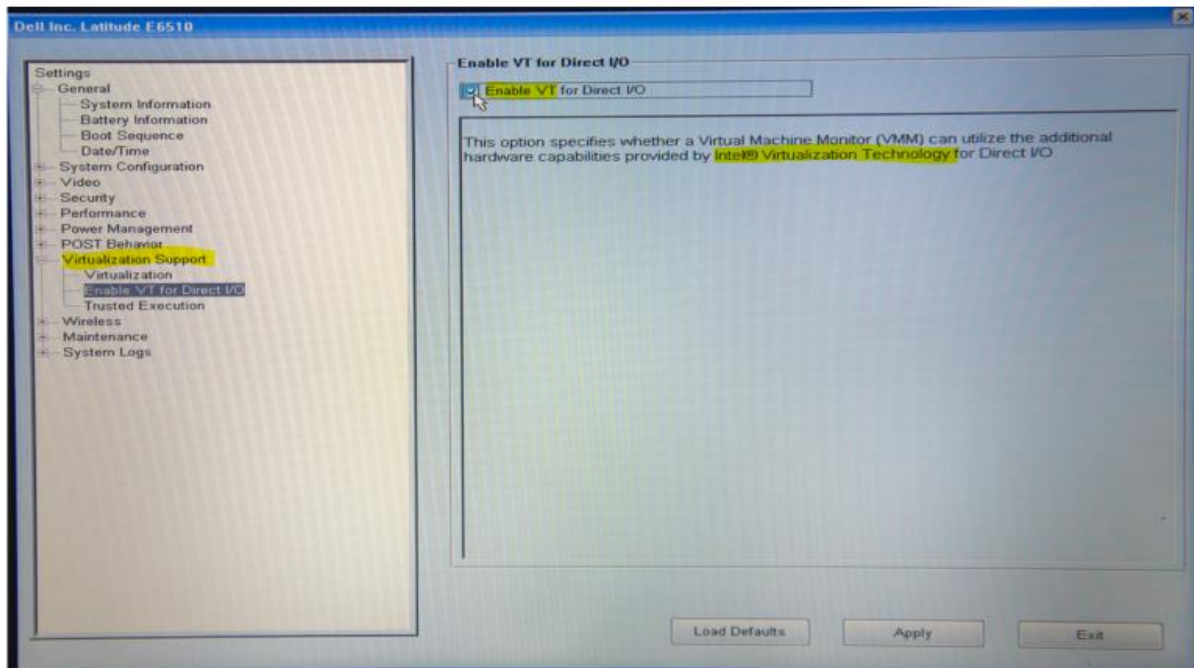 Dell Inc. Latitude E6510
Settings
General
System Information
Battery Information
Boot Sequence
Date/Time
System Configuration
Video
Security
Performance
Power Management
POST Behavior
Virtualization Support
Virtualization
Enable VT for Direct I/O
Trusted Execution
Wireless
Maintenance
System Logs
Enable VT for Direct I/O
Enable VT for Direct I/O
This option specifies whether a Virtual Machine Monitor (VMM) can utilize the additional
hardware capabilities provided by Intel® Virtualization Technology for Direct I/O
Load Defaults
Apply
Exit